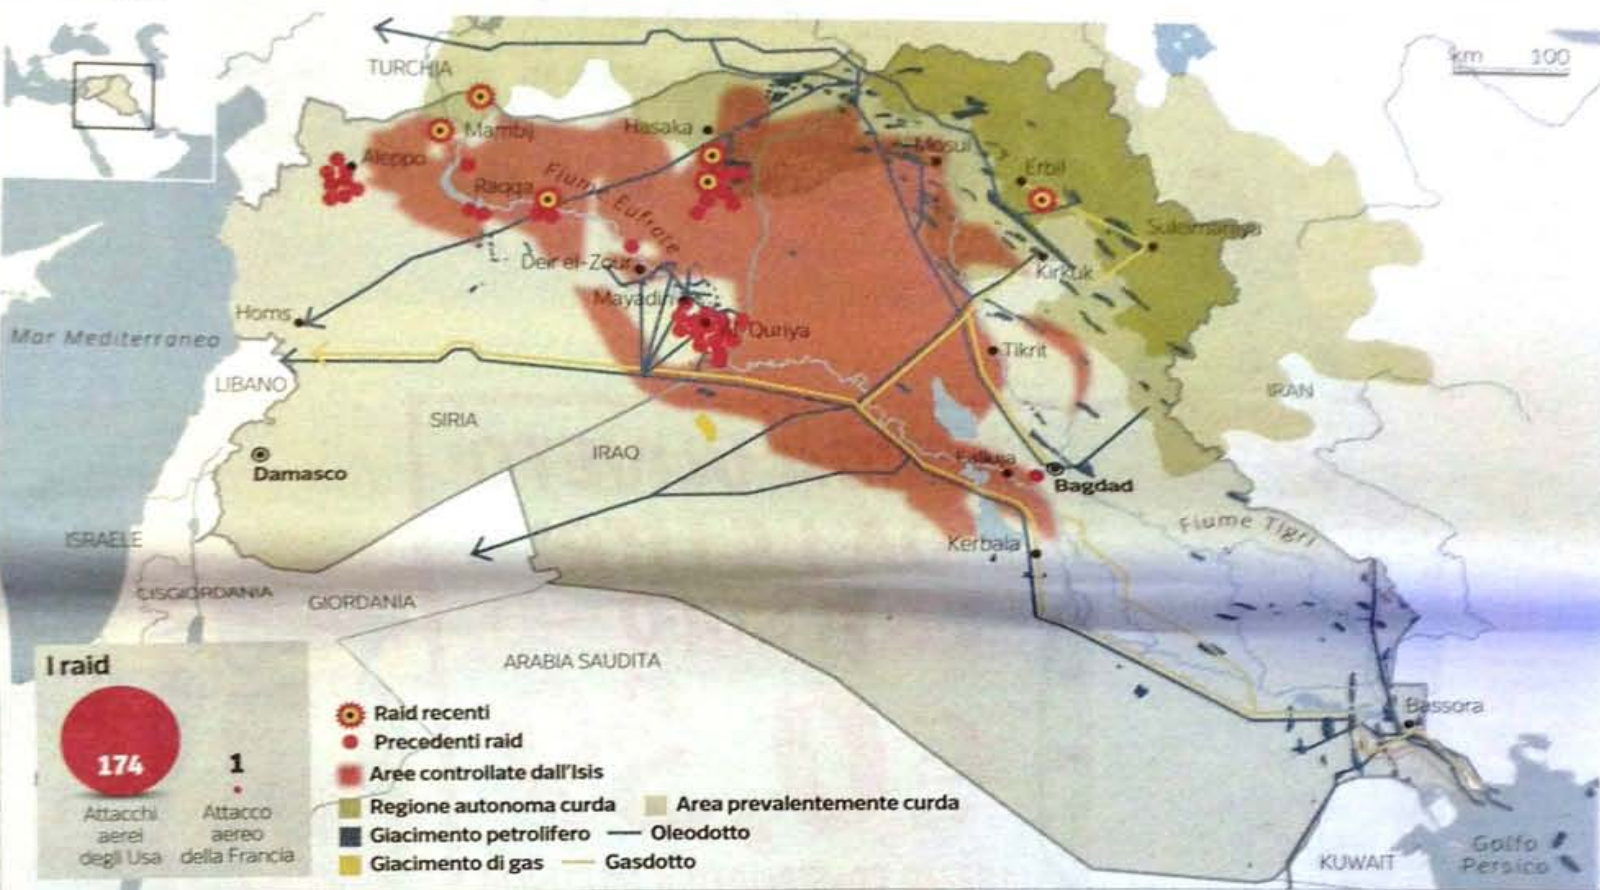 km 100
TURCHIA
Mambij
Hasaka
Aleppo
Mosul
Erbil
Raqqa
Fiume Eufrate
Suleimaniya
Deir el-Zour
Kirkuk
Mayadin
Homs
Al Quriya
Mar Mediterraneo
Tikrit
LIBANO
IRAN
SIRIA
IRAQ
Falluja
Damasco
Bagdad
Fiume Tigri
ISRAELE
Kerbala
CISGIORDANIA
GIORDANIA
ARABIA SAUDITA
Bassora
Golfo
Persico
KUWAIT
I raid
174
1
Attacchi
aerei
degli Usa
Attacco
aereo
della Francia
Raid recenti
Precedenti raid
Aree controllate dall'Isis
Regione autonoma curda
Area prevalentemente curda
Giacimento petrolifero
Oleodotto
Giacimento di gas
Gasdotto